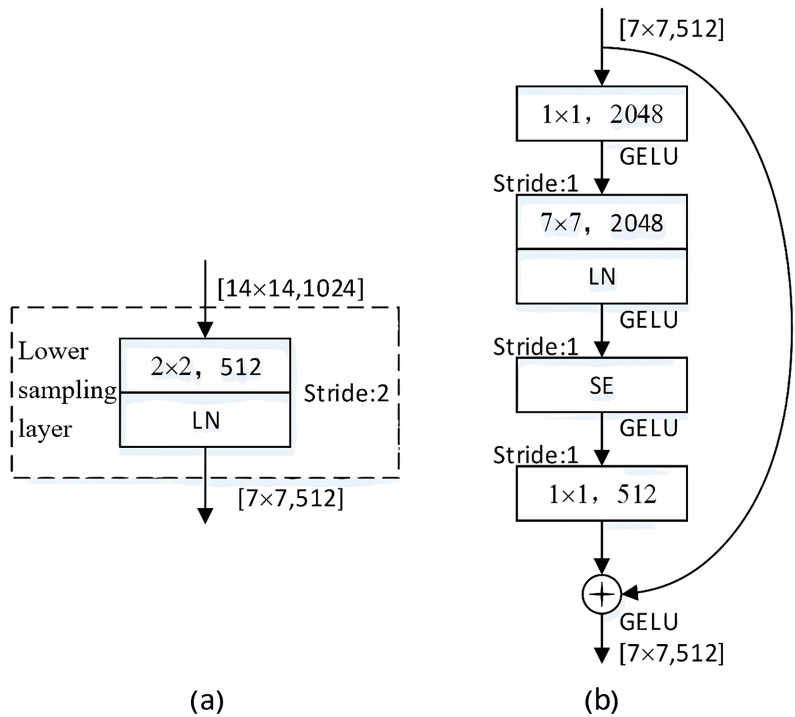 [14×14,1024]
Lower
sampling
layer
2×2, 512
LN
Stride:2
[7×7,512]
(a)
[7×7,512]
1×1, 2048
GELU
Stride:1
7×7, 2048
LN
GELU
Stride:1
SE
GELU
Stride:1
1×1, 512
GELU
[7×7,512]
(b)